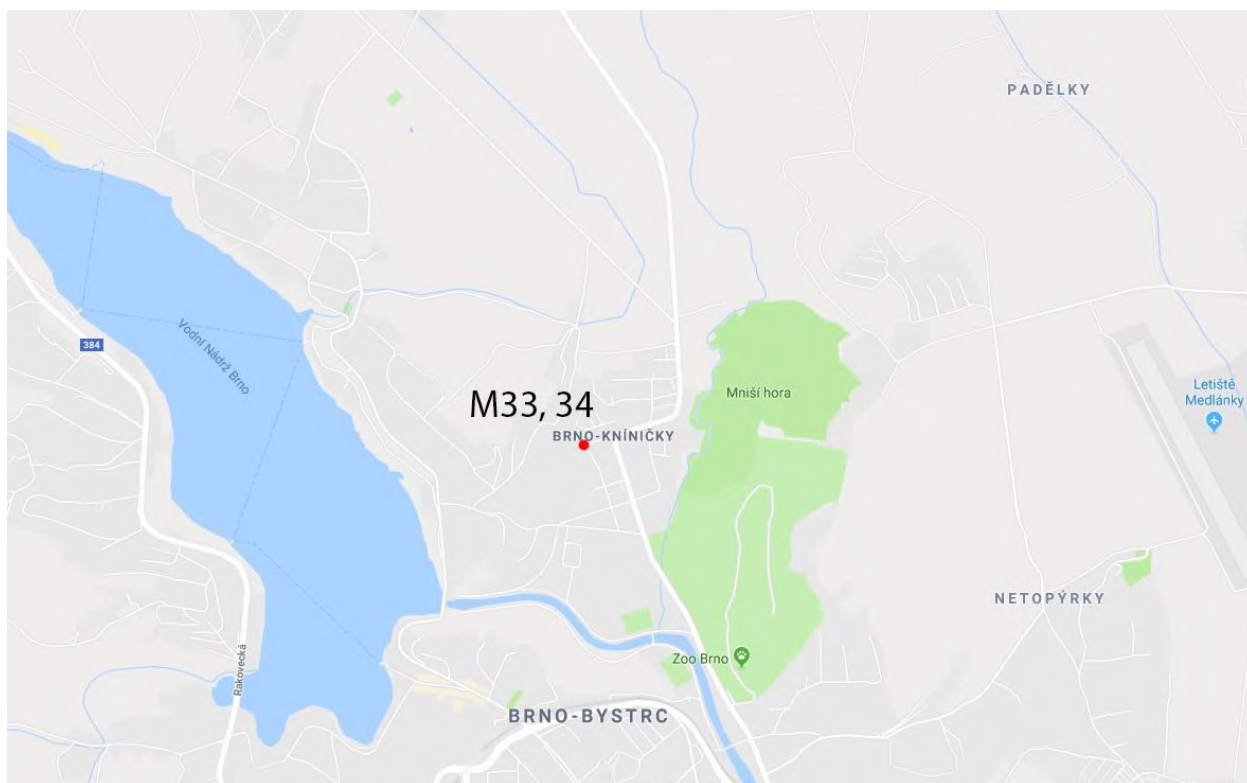 PADĚLKY
Vodní Nádrž Brno
384
Mniší hora
Letiště
Medlánky
M33, 34
BRNO-KNÍNIČKY
NETOPÝRKY
Rakovecká
Zoo Brno
BRNO-BYSTRC